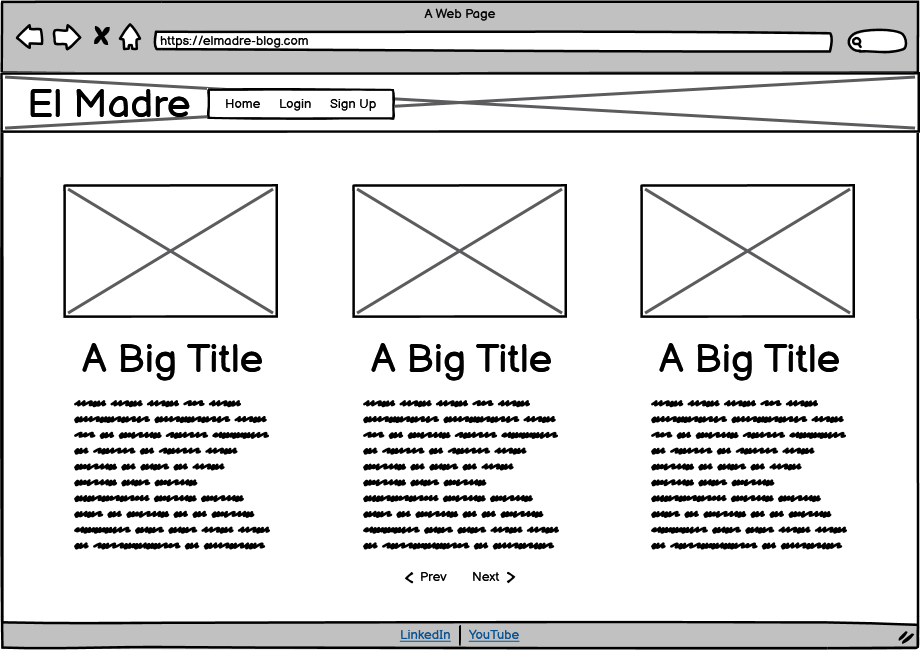 A Web Page
https://elmadre-blog.com
El Madre
Home Login Sign Up
A Big Title
A Big Title
A Big Title
Prev Next
LinkedIn YouTube